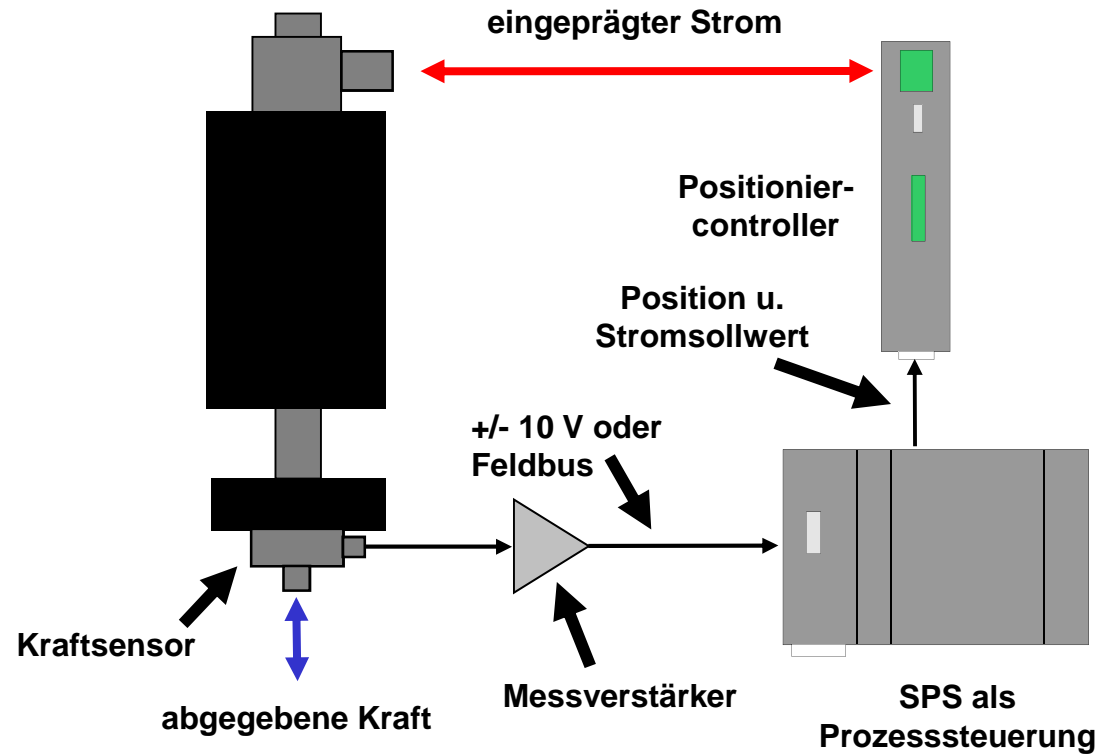 eingeprägter Strom
Positionier-
controller
Position u.
Stromsollwert
+/- 10 V oder
Feldbus
Kraftsensor
abgegebene Kraft
Messverstärker
SPS als
Prozesssteuerung